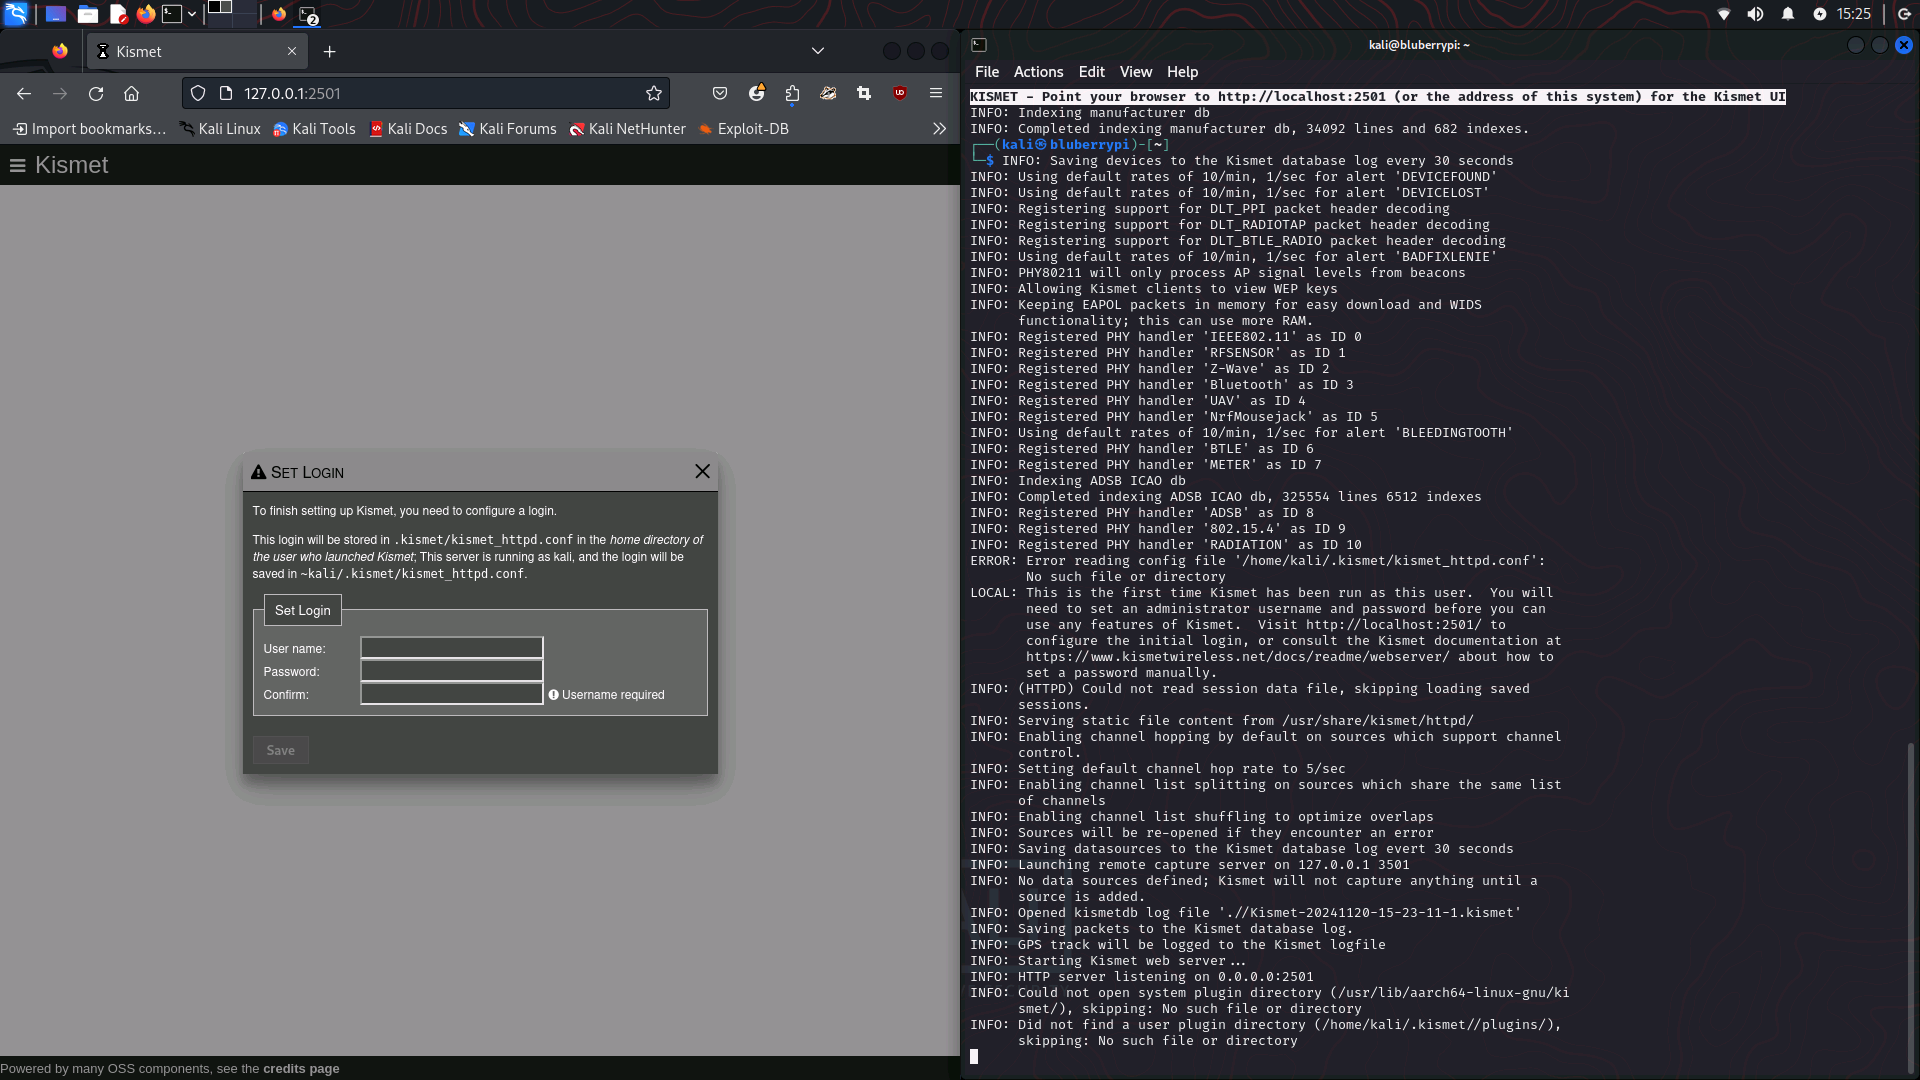 2
15:25
Kismet
127.0.0.1:2501
Import bookmarks...
Kali Linux
Kali Tools
Kali Docs
Kali Forums
Kali NetHunter
Exploit-DB
Kismet
SET LOGIN
To finish setting up Kismet, you need to configure a login.
This login will be stored in .kismet/kismet_httpd.conf in the home directory of
the user who launched Kismet; This server is running as kali, and the login will be
saved in ~kali/.kismet/kismet_httpd.conf.
Set Login
User name:
Password:
Confirm: Username required
Save
Powered by many OSS components, see the credits page
kali@bluberrypi: ~
File Actions Edit View Help
KISMET - Point your browser to http://localhost:2501 (or the address of this system) for the Kismet UI
INFO: Indexing manufacturer db
INFO: Completed indexing manufacturer db, 34092 lines and 682 indexes.
┌──(kali㉿bluberrypi)-[~]
└─$ INFO: Saving devices to the Kismet database log every 30 seconds
INFO: Using default rates of 10/min, 1/sec for alert 'DEVICEFOUND'
INFO: Using default rates of 10/min, 1/sec for alert 'DEVICELOST'
INFO: Registering support for DLT_PPI packet header decoding
INFO: Registering support for DLT_RADIOTAP packet header decoding
INFO: Registering support for DLT_BTLE_RADIO packet header decoding
INFO: Using default rates of 10/min, 1/sec for alert 'BADFIXLENIE'
INFO: PHY80211 will only process AP signal levels from beacons
INFO: Allowing Kismet clients to view WEP keys
INFO: Keeping EAPOL packets in memory for easy download and WIDS
functionality; this can use more RAM.
INFO: Registered PHY handler 'IEEE802.11' as ID 0
INFO: Registered PHY handler 'RFSENSOR' as ID 1
INFO: Registered PHY handler 'Z-Wave' as ID 2
INFO: Registered PHY handler 'Bluetooth' as ID 3
INFO: Registered PHY handler 'UAV' as ID 4
INFO: Registered PHY handler 'NrfMousejack' as ID 5
INFO: Using default rates of 10/min, 1/sec for alert 'BLEEDINGTOOTH'
INFO: Registered PHY handler 'BTLE' as ID 6
INFO: Registered PHY handler 'METER' as ID 7
INFO: Indexing ADSB ICAO db
INFO: Completed indexing ADSB ICAO db, 325554 lines 6512 indexes
INFO: Registered PHY handler 'ADSB' as ID 8
INFO: Registered PHY handler '802.15.4' as ID 9
INFO: Registered PHY handler 'RADIATION' as ID 10
ERROR: Error reading config file '/home/kali/.kismet/kismet_httpd.conf':
No such file or directory
LOCAL: This is the first time Kismet has been run as this user.  You will
need to set an administrator username and password before you can
use any features of Kismet.  Visit http://localhost:2501/ to
configure the initial login, or consult the Kismet documentation at
https://www.kismetwireless.net/docs/readme/webserver/ about how to
set a password manually.
INFO: (HTTPD) Could not read session data file, skipping loading saved
sessions.
INFO: Serving static file content from /usr/share/kismet/httpd/
INFO: Enabling channel hopping by default on sources which support channel
control.
INFO: Setting default channel hop rate to 5/sec
INFO: Enabling channel list splitting on sources which share the same list
of channels
INFO: Enabling channel list shuffling to optimize overlaps
INFO: Sources will be re-opened if they encounter an error
INFO: Saving datasources to the Kismet database log evert 30 seconds
INFO: Launching remote capture server on 127.0.0.1 3501
INFO: No data sources defined; Kismet will not capture anything until a
source is added.
INFO: Opened kismetdb log file './/Kismet-20241120-15-23-11-1.kismet'
INFO: Saving packets to the Kismet database log.
INFO: GPS track will be logged to the Kismet logfile
INFO: Starting Kismet web server...
INFO: HTTP server listening on 0.0.0.0:2501
INFO: Could not open system plugin directory (/usr/lib/aarch64-linux-gnu/ki
smet/), skipping: No such file or directory
INFO: Did not find a user plugin directory (/home/kali/.kismet//plugins/),
skipping: No such file or directory